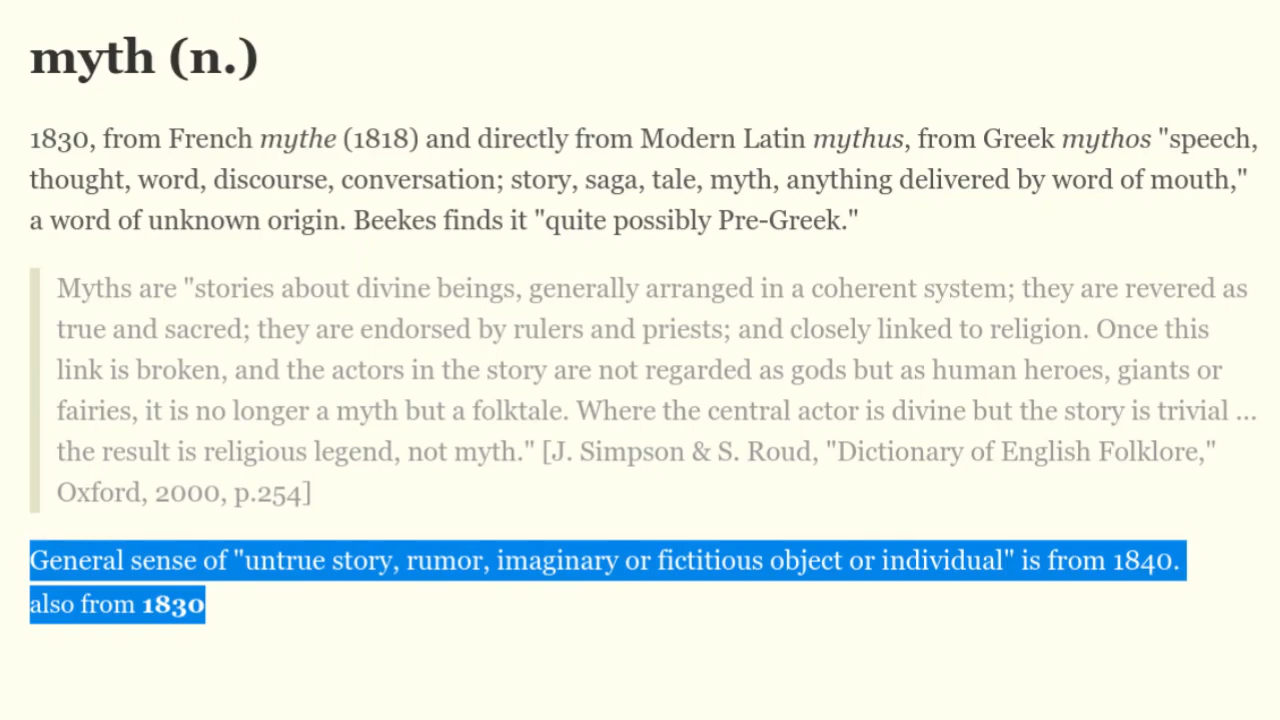 myth (n.)
1830, from French mythe (1818) and directly from Modern Latin mythus, from Greek mythos "speech,
thought, word, discourse, conversation; story, saga, tale, myth, anything delivered by word of mouth,"
a word of unknown origin. Beekes finds it "quite possibly Pre-Greek."
Myths are "stories about divine beings, generally arranged in a coherent system; they are revered as
true and sacred; they are endorsed by rulers and priests; and closely linked to religion. Once this
link is broken, and the actors in the story are not regarded as gods but as human heroes, giants or
fairies, it is no longer a myth but a folktale. Where the central actor is divine but the story is trivial ...
the result is religious legend, not myth." [J. Simpson & S. Roud, "Dictionary of English Folklore,"
Oxford, 2000, p.254]
General sense of "untrue story, rumor, imaginary or fictitious object or individual" is from 1840.
also from 1830